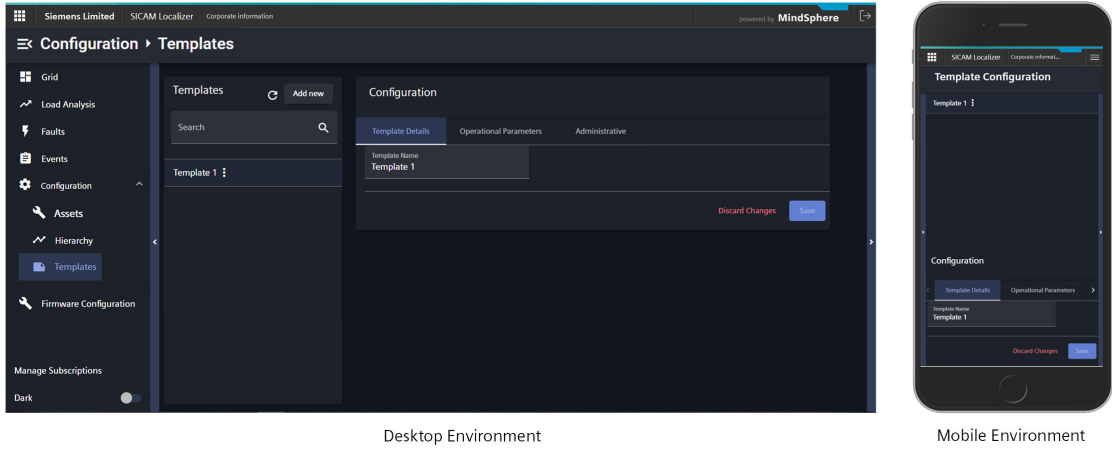 Siemens Limited SICAM Localizer Corporate information powered by MindSphere
Configuration Templates
Grid
Load Analysis
Faults
Events
Configuration
Assets
Hierarchy
Templates
Firmware Configuration
Manage Subscriptions
Dark
Templates Add new
Search
Template 1
Configuration
Template Details Operational Parameters Administrative
Template Name
Template 1
Discard Changes Save
Desktop Environment
SICAM Localizer Corporate informat...
Template Configuration
Template 1
Configuration
Template Details Operational Parameters
Template Name
Template 1
Discard Changes Save
Mobile Environment